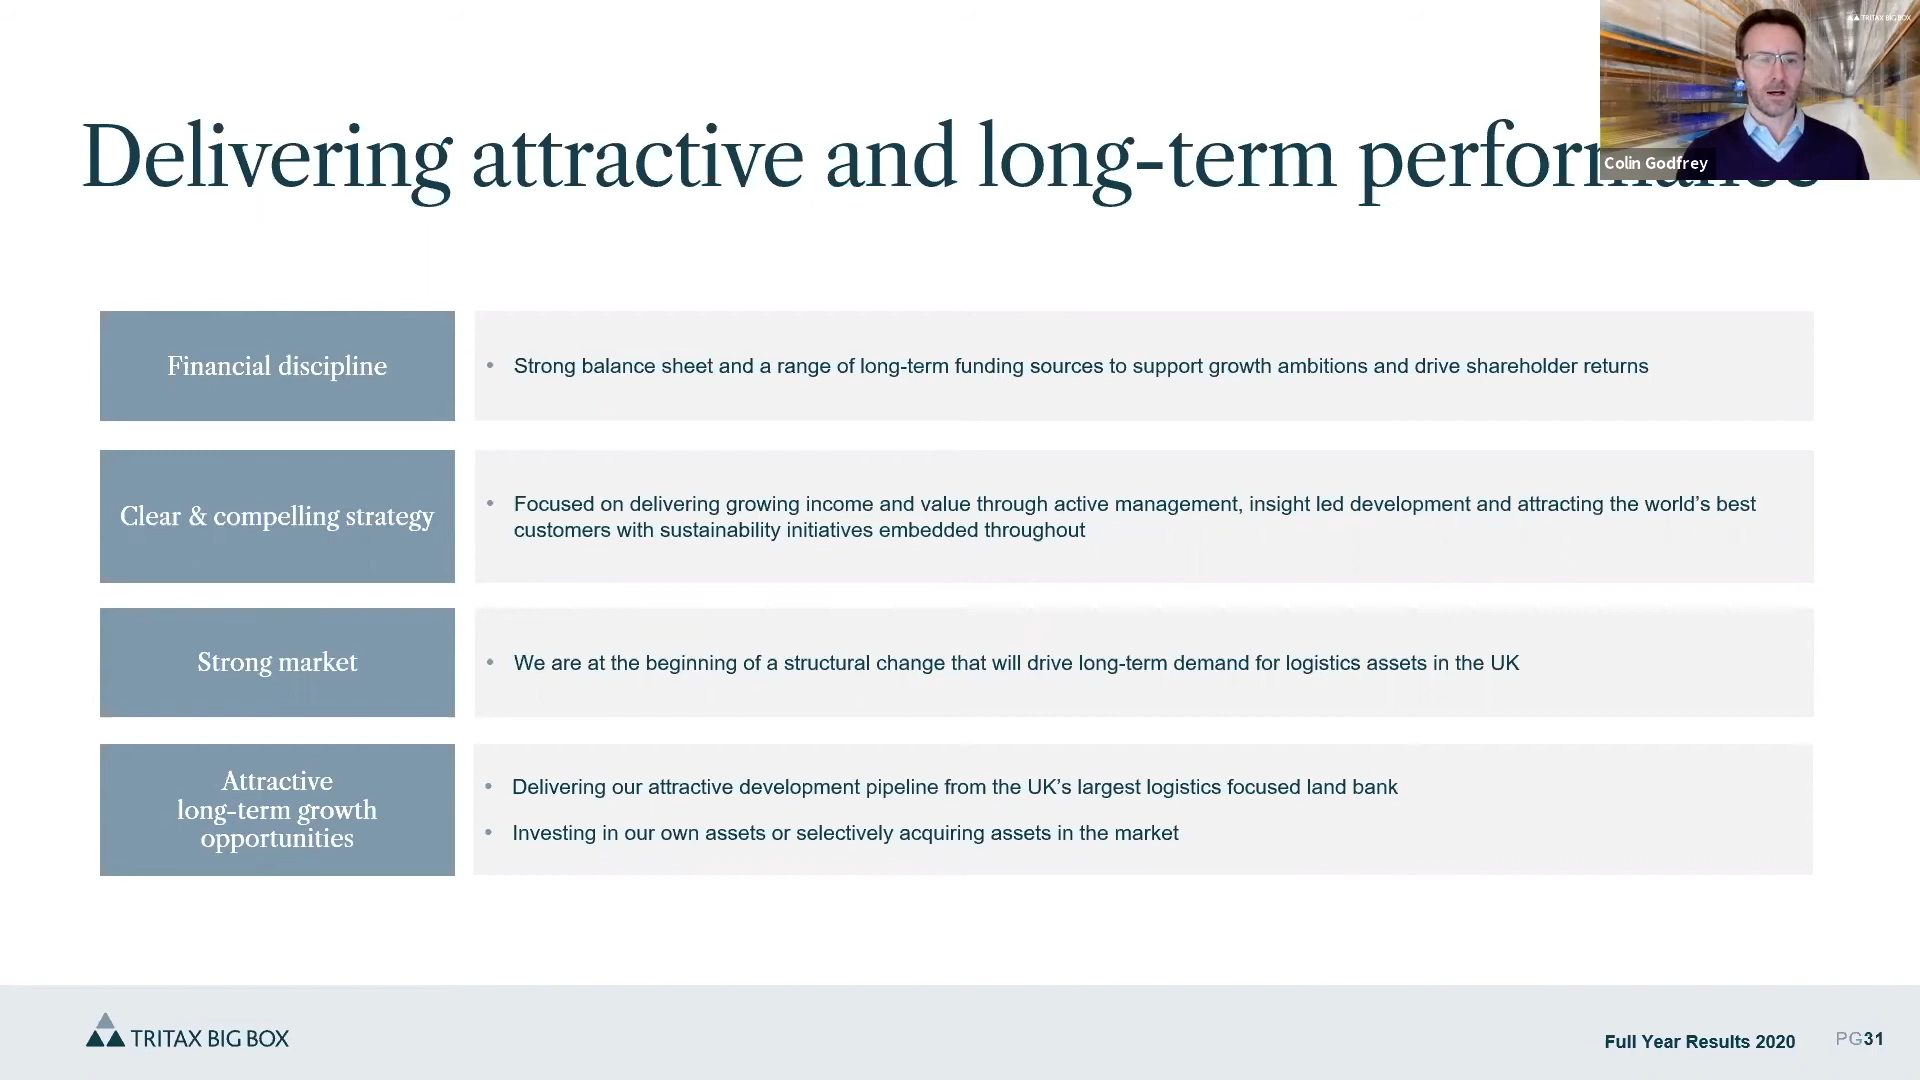 TRITAX BIG BOX
Colin Godfrey
Delivering attractive and long-term performance
Financial discipline
• Strong balance sheet and a range of long-term funding sources to support growth ambitions and drive shareholder returns
Clear & compelling strategy
• Focused on delivering growing income and value through active management, insight led development and attracting the world’s best
customers with sustainability initiatives embedded throughout
Strong market
• We are at the beginning of a structural change that will drive long-term demand for logistics assets in the UK
Attractive
long-term growth
opportunities
• Delivering our attractive development pipeline from the UK’s largest logistics focused land bank
• Investing in our own assets or selectively acquiring assets in the market
TRITAX BIG BOX
Full Year Results 2020
PG31